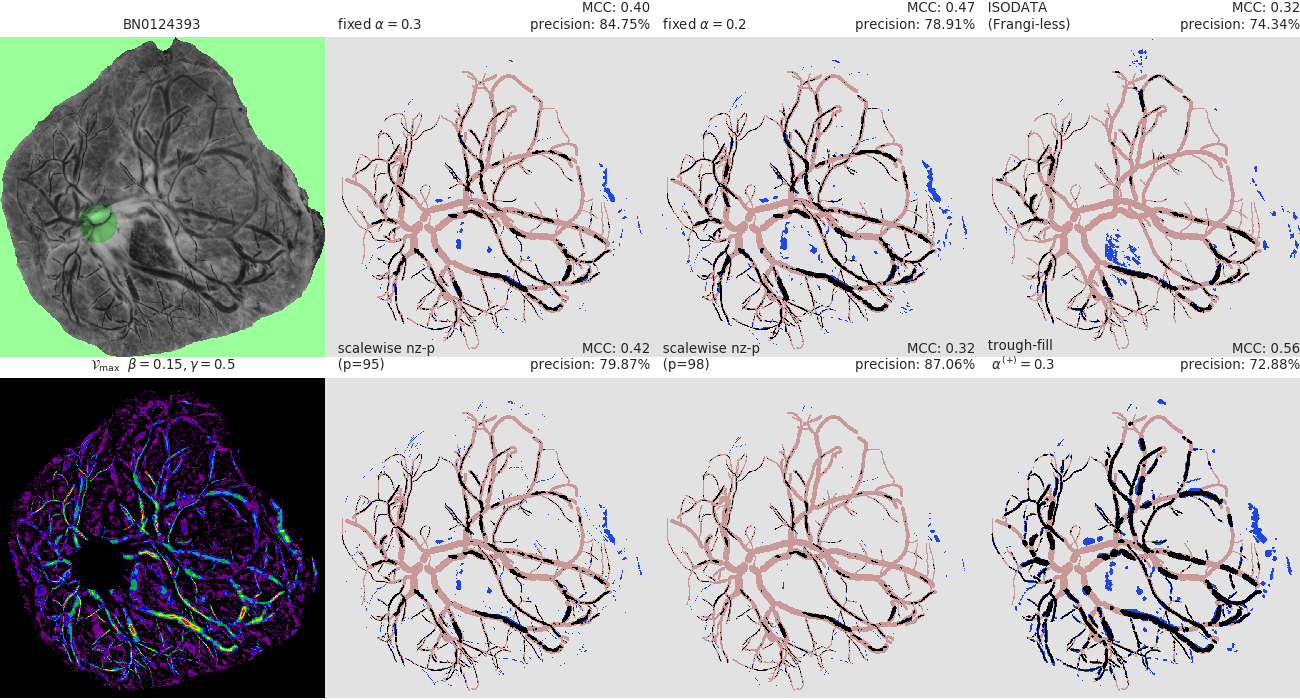 BN0124393
fixed α = 0.3
MCC: 0.40
precision: 84.75%
fixed α = 0.2
MCC: 0.47
precision: 78.91%
ISODATA
(Frangi-less)
MCC: 0.32
precision: 74.34%
𝒱max β = 0.15, γ = 0.5
scalewise nz-p
(p=95)
MCC: 0.42
precision: 79.87%
scalewise nz-p
(p=98)
MCC: 0.32
precision: 87.06%
trough-fill
α(+) = 0.3
MCC: 0.56
precision: 72.88%